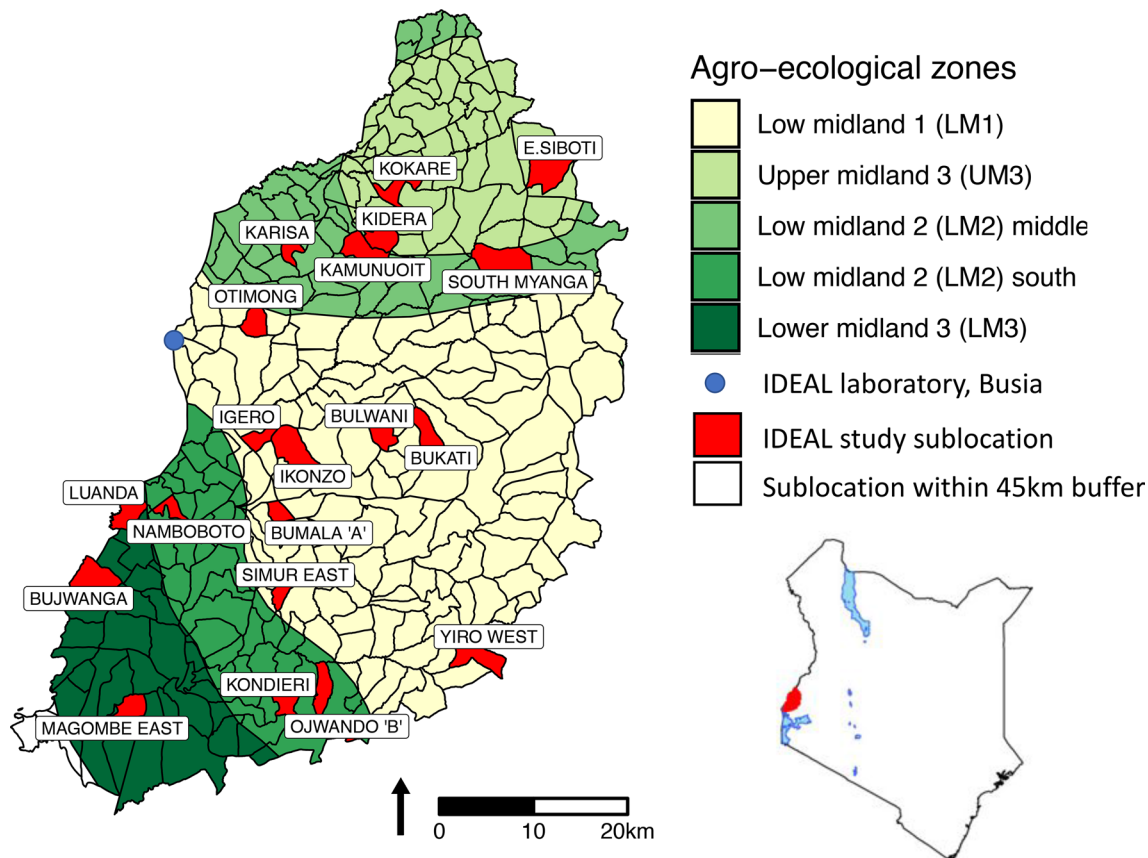 Agro−ecological zones
Low midland 1 (LM1)
Upper midland 3 (UM3)
Low midland 2 (LM2) middle
Low midland 2 (LM2) south
Lower midland 3 (LM3)
IDEAL laboratory, Busia
IDEAL study sublocation
Sublocation within 45km buffer
E.SIBOTI
KOKARE
KIDERA
KARISA
KAMUNUOIT
SOUTH MYANGA
OTIMONG
IGERO
BULWANI
BUKATI
IKONZO
LUANDA
NAMBOBOTO
BUMALA 'A'
SIMUR EAST
BUJWANGA
YIRO WEST
KONDIERI
OJWANDO 'B'
MAGOMBE EAST
0 10 20km